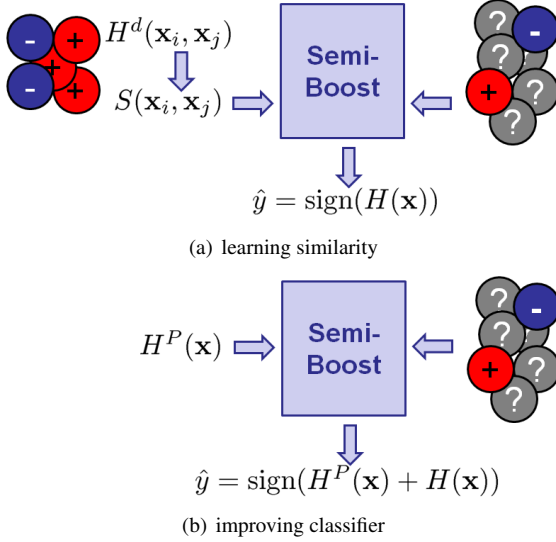 - + H^d(x_i, x_j) Semi- - ?
+ Boost ? ?
- + S(x_i, x_j) + ?
?
ŷ = sign(H(x))
(a) learning similarity
? -
H^P(x) Semi- ? ?
Boost + ?
?
ŷ = sign(H^P(x) + H(x))
(b) improving classifier